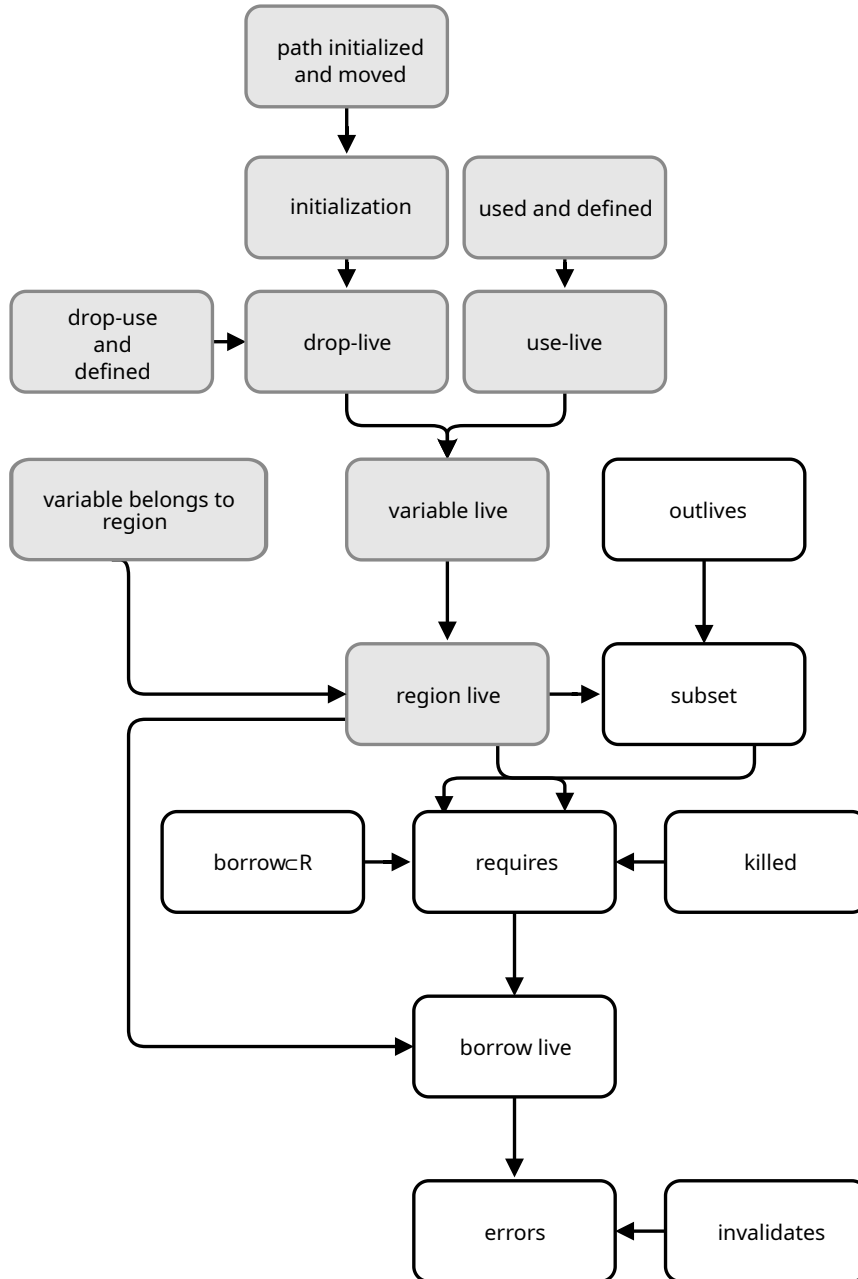 path initialized
and moved
initialization
used and defined
drop-use
and
defined
drop-live
use-live
variable belongs to
region
variable live
outlives
region live
subset
borrow⊂R
requires
killed
borrow live
errors
invalidates